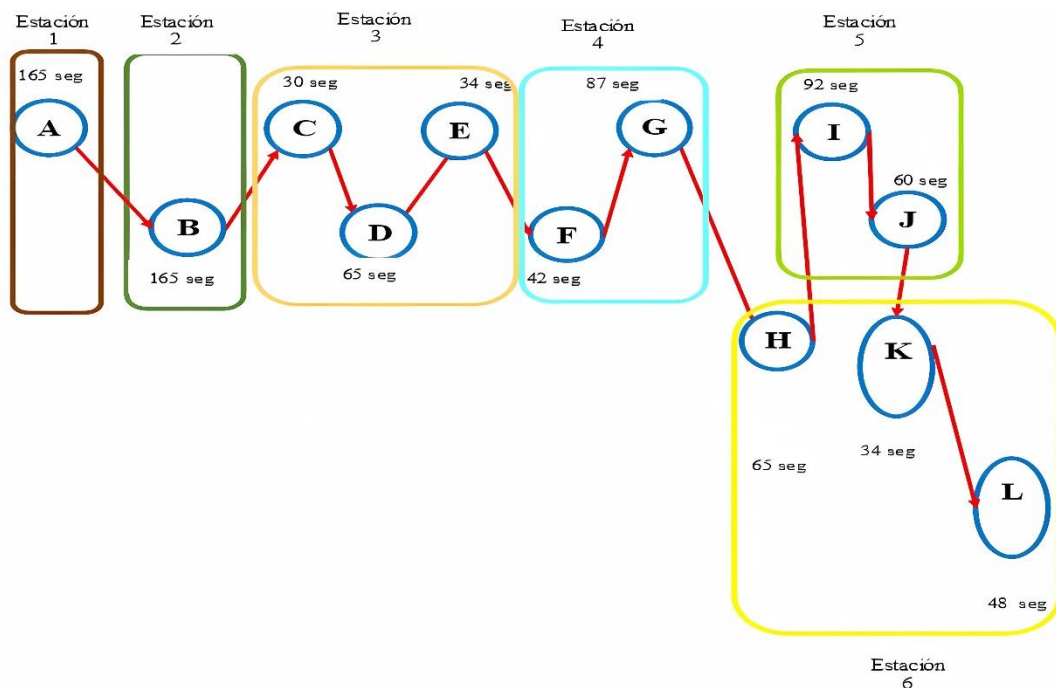 Estación
1
Estación
2
Estación
3
Estación
4
Estación
5
165 seg
30 seg
34 seg
87 seg
92 seg
A
C
E
G
I
60 seg
B
D
F
J
165 seg
65 seg
42 seg
H
K
65 seg
34 seg
L
48 seg
Estación
6